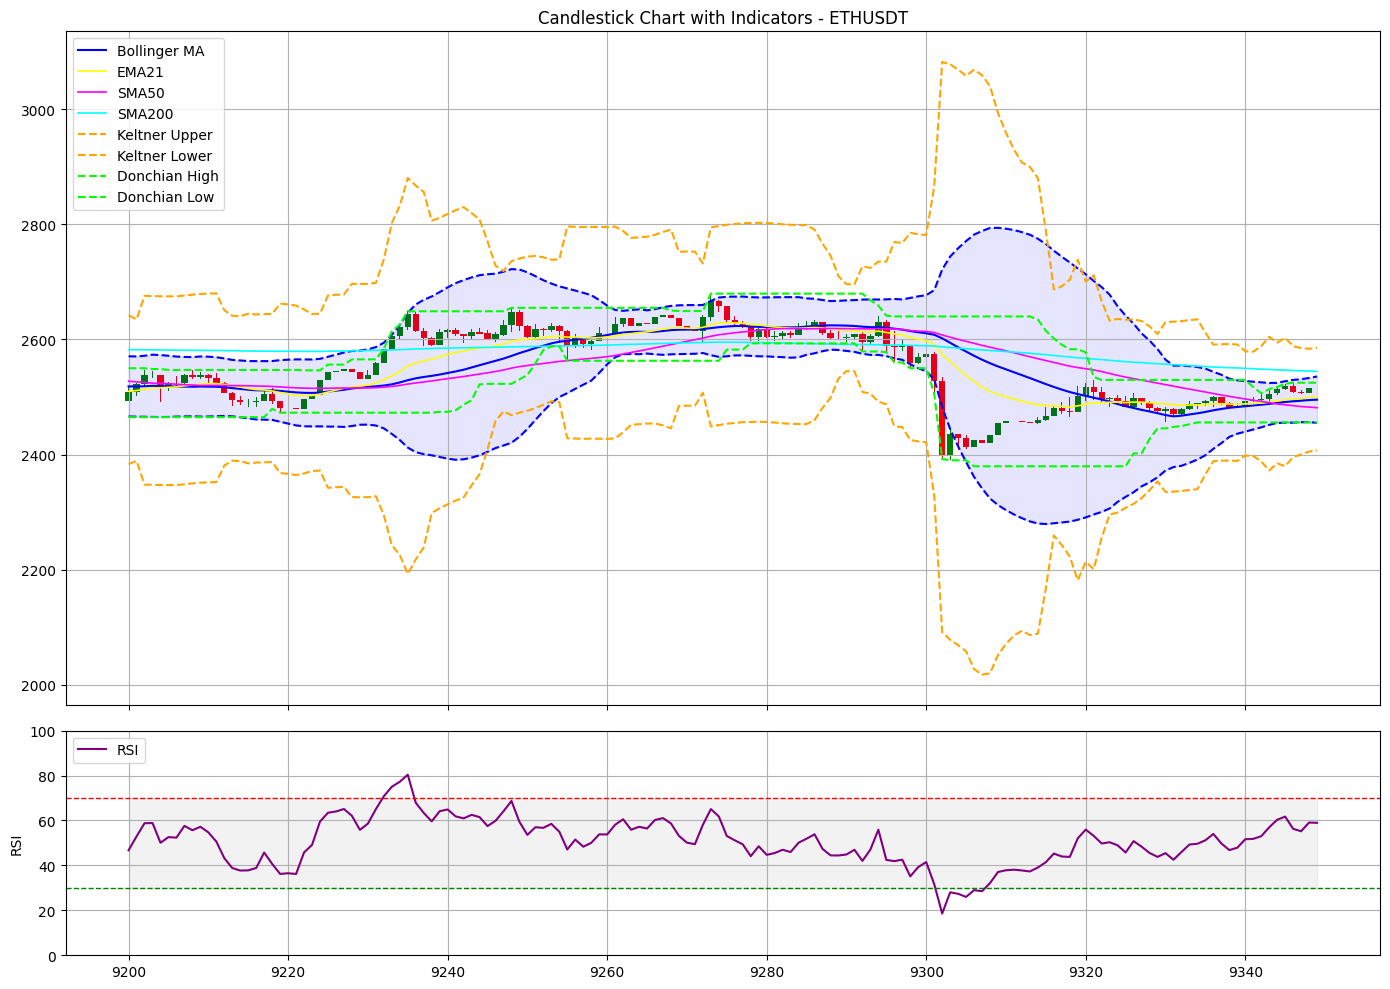 Candlestick Chart with Indicators - ETHUSDT
Bollinger MA
EMA21
SMA50
SMA200
Keltner Upper
Keltner Lower
Donchian High
Donchian Low
3000
2800
2600
2400
2200
2000
RSI
100
80
60
40
20
0
RSI
9200 9220 9240 9260 9280 9300 9320 9340